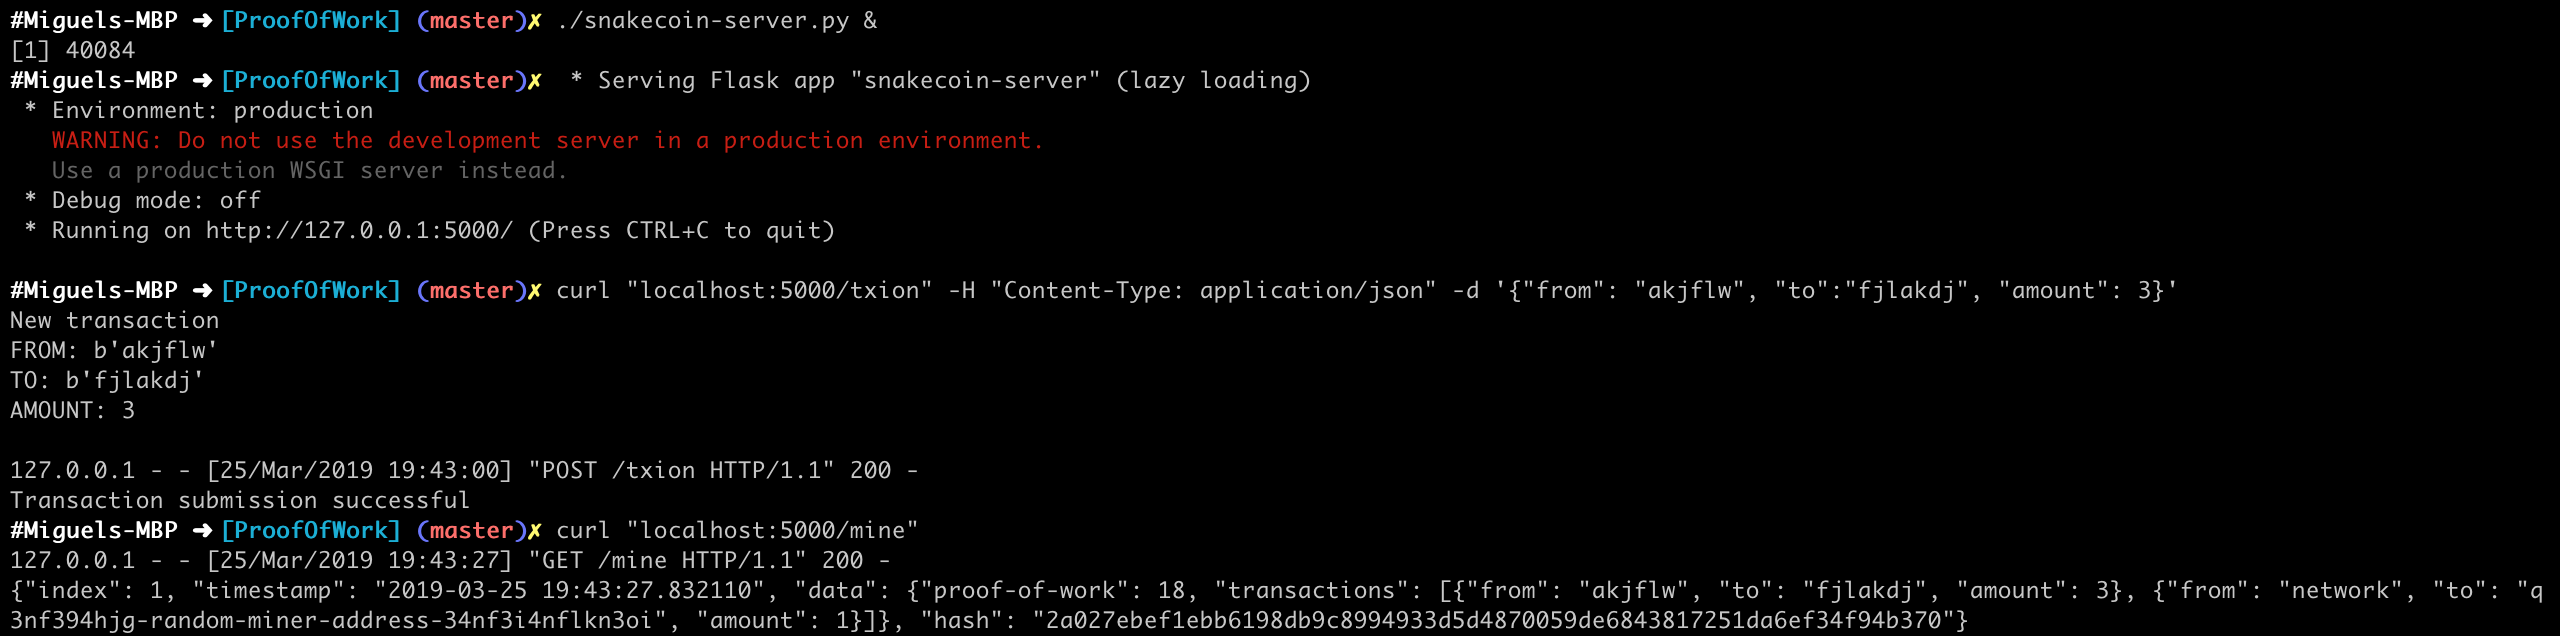 #Miguels-MBP ➜ [ProofOfWork] (master)✗ ./snakecoin-server.py &
[1] 40084
#Miguels-MBP ➜ [ProofOfWork] (master)✗  * Serving Flask app "snakecoin-server" (lazy loading)
 * Environment: production
   WARNING: Do not use the development server in a production environment.
   Use a production WSGI server instead.
 * Debug mode: off
 * Running on http://127.0.0.1:5000/ (Press CTRL+C to quit)

#Miguels-MBP ➜ [ProofOfWork] (master)✗ curl "localhost:5000/txion" -H "Content-Type: application/json" -d '{"from": "akjflw", "to":"fjlakdj", "amount": 3}'
New transaction
FROM: b'akjflw'
TO: b'fjlakdj'
AMOUNT: 3

127.0.0.1 - - [25/Mar/2019 19:43:00] "POST /txion HTTP/1.1" 200 -
Transaction submission successful
#Miguels-MBP ➜ [ProofOfWork] (master)✗ curl "localhost:5000/mine"
127.0.0.1 - - [25/Mar/2019 19:43:27] "GET /mine HTTP/1.1" 200 -
{"index": 1, "timestamp": "2019-03-25 19:43:27.832110", "data": {"proof-of-work": 18, "transactions": [{"from": "akjflw", "to": "fjlakdj", "amount": 3}, {"from": "network", "to": "q
3nf394hjg-random-miner-address-34nf3i4nflkn3oi", "amount": 1}]}, "hash": "2a027ebef1ebb6198db9c8994933d5d4870059de6843817251da6ef34f94b370"}